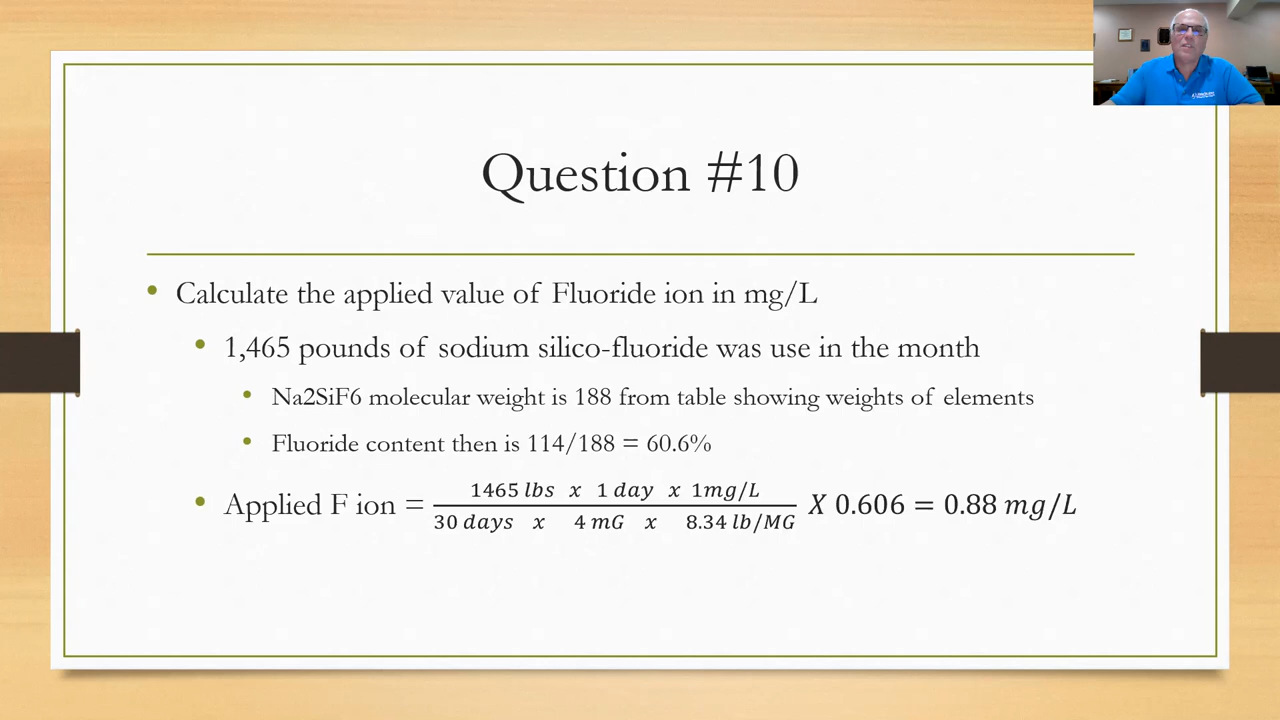 Question #10
Calculate the applied value of Fluoride ion in mg/L
1,465 pounds of sodium silico-fluoride was use in the month
Na2SiF6 molecular weight is 188 from table showing weights of elements
Fluoride content then is 114/188 = 60.6%
Applied F ion = 1465 lbs x 1 day x 1mg/L / 30 days x 4 mG x 8.34 lb/MG X 0.606 = 0.88 mg/L